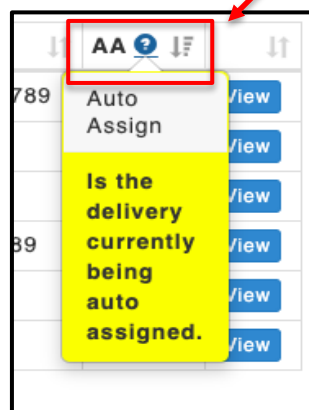 AA ?
789
Auto
Assign
View
View
Is the
delivery
currently
being
auto
assigned.
View
89
View
View
View